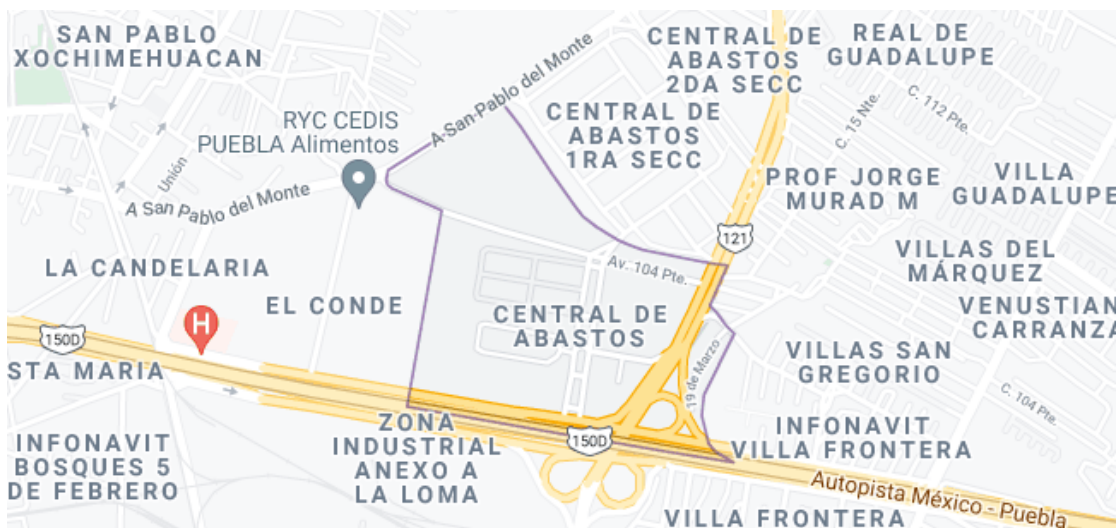 SAN PABLO
XOCHIMEHUACAN
A San Pablo del Monte
CENTRAL DE
ABASTOS
2DA SECC
REAL DE
GUADALUPE
C. 112 Pte.
C. 15 Nte.
RYC CEDIS
PUEBLA Alimentos
CENTRAL DE
ABASTOS
1RA SECC
Unión
A San Pablo del Monte
PROF JORGE
MURAD M
VILLA
GUADALUPE
121
LA CANDELARIA
EL CONDE
Av. 104 Pte.
VILLAS DEL
MÁRQUEZ
CENTRAL DE
ABASTOS
VENUSTIAN
CARRANZA
H
150D
STA MARIA
19 de Marzo
VILLAS SAN
GREGORIO
C. 104 Pte.
INFONAVIT
BOSQUES 5
DE FEBRERO
ZONA
INDUSTRIAL
ANEXO A
LA LOMA
150D
INFONAVIT
VILLA FRONTERA
Autopista México - Puebla
VILLA FRONTERA